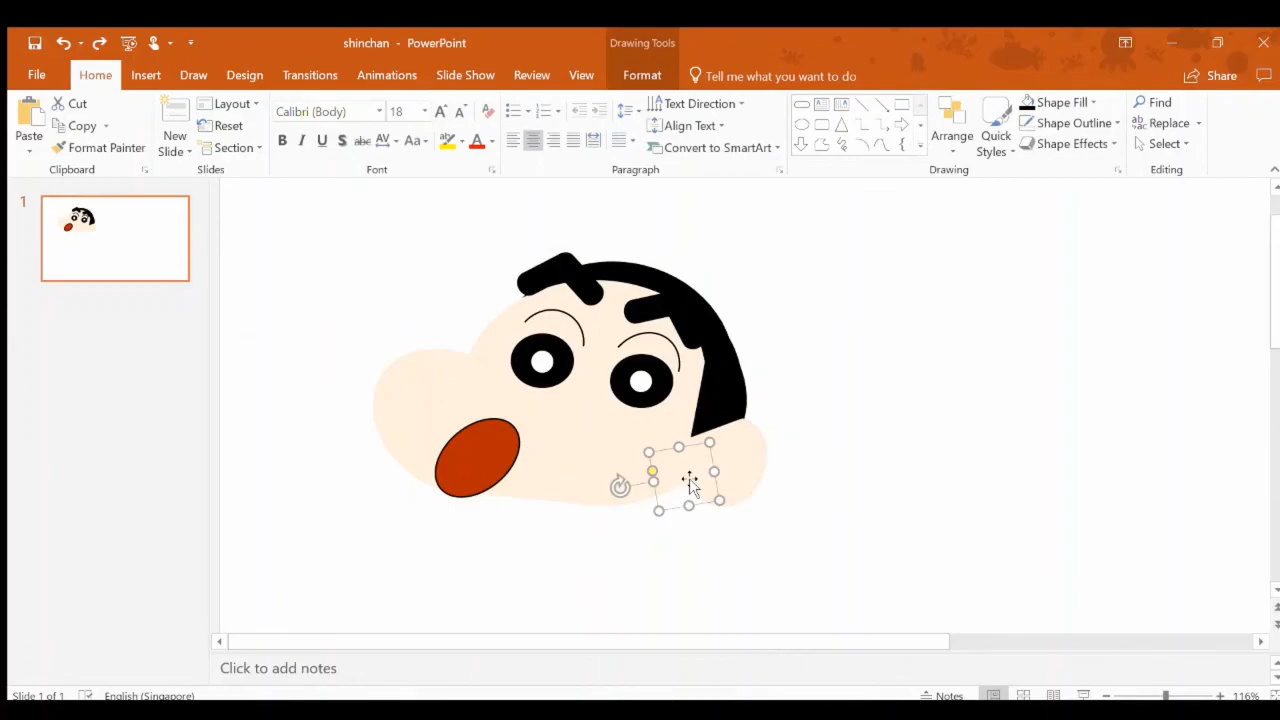 shinchan - PowerPoint
Drawing Tools
File Home Insert Draw Design Transitions Animations Slide Show Review View Format Tell me what you want to do Share
Paste
Cut
Copy
Format Painter
Clipboard
New Slide
Layout
Reset
Section
Slides
Calibri (Body) 18
B I U S abc AV Aa A
Font
Text Direction
Align Text
Convert to SmartArt
Paragraph
Arrange
Quick Styles
Shape Fill
Shape Outline
Shape Effects
Drawing
Find
Replace
Select
Editing
1
Click to add notes
Slide 1 of 1 English (Singapore) Notes 116%